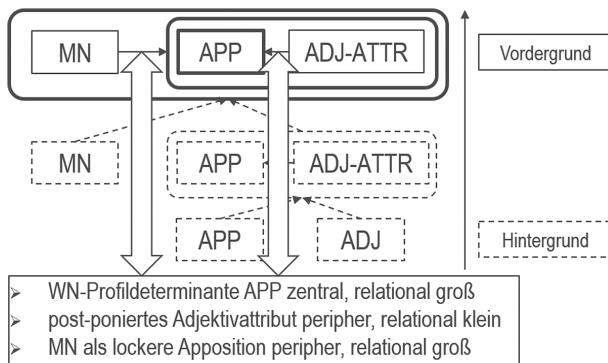 MN APP ADJ-ATTR Vordergrund
MN APP ADJ-ATTR
APP ADJ Hintergrund
➢ WN-Profildeterminante APP zentral, relational groß
➢ post-poniertes Adjektivattribut peripher, relational klein
➢ MN als lockere Apposition peripher, relational groß